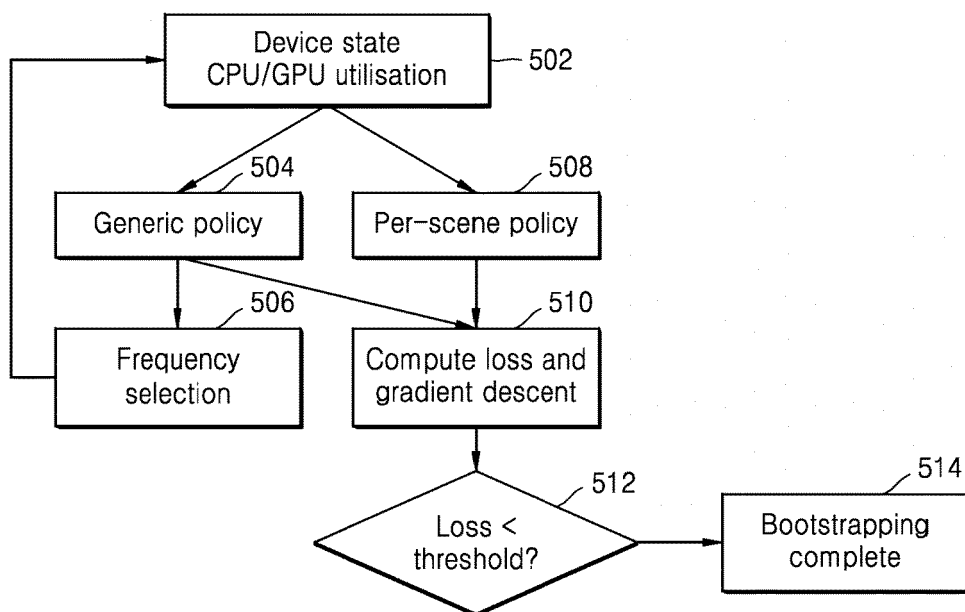 Device state
CPU/GPU utilisation
502
504
508
Generic policy
Per-scene policy
506
510
Frequency
selection
Compute loss and
gradient descent
512
514
Loss <
threshold?
Bootstrapping
complete